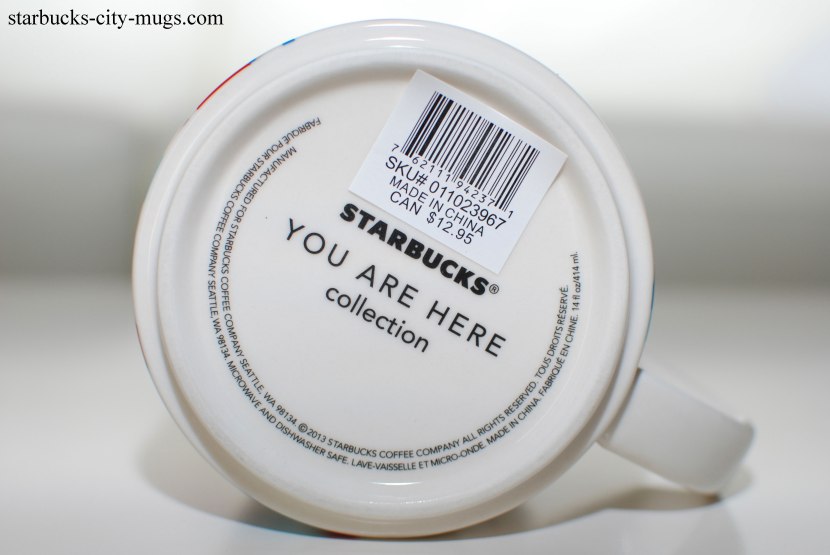 starbucks-city-mugs.com
7 62111 94237 1
SKU# 011023967
MADE IN CHINA
CAN $12.95
STARBUCKS®
YOU ARE HERE
collection
MANUFACTURED FOR STARBUCKS COFFEE COMPANY SEATTLE, WA 98134. ©2013 STARBUCKS COFFEE COMPANY ALL RIGHTS RESERVED. TOUS DROITS RÉSERVÉ.
FABRIQUÉ POUR STARBUCKS COFFEE COMPANY SEATTLE, WA 98134. MICROWAVE AND DISHWASHER SAFE. LAVE-VAISSELLE ET MICRO-ONDE. MADE IN CHINA. FABRIQUÉ EN CHINE. 14 fl oz/414 ml.